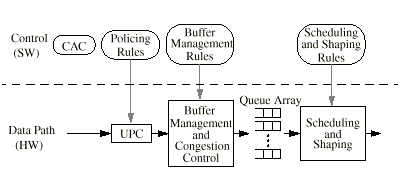 Control
(SW)
CAC
Policing
Rules
Buffer
Management
Rules
Scheduling
and Shaping
Rules
Data Path
(HW)
UPC
Buffer
Management
and
Congestion
Control
Queue Array
Scheduling
and
Shaping